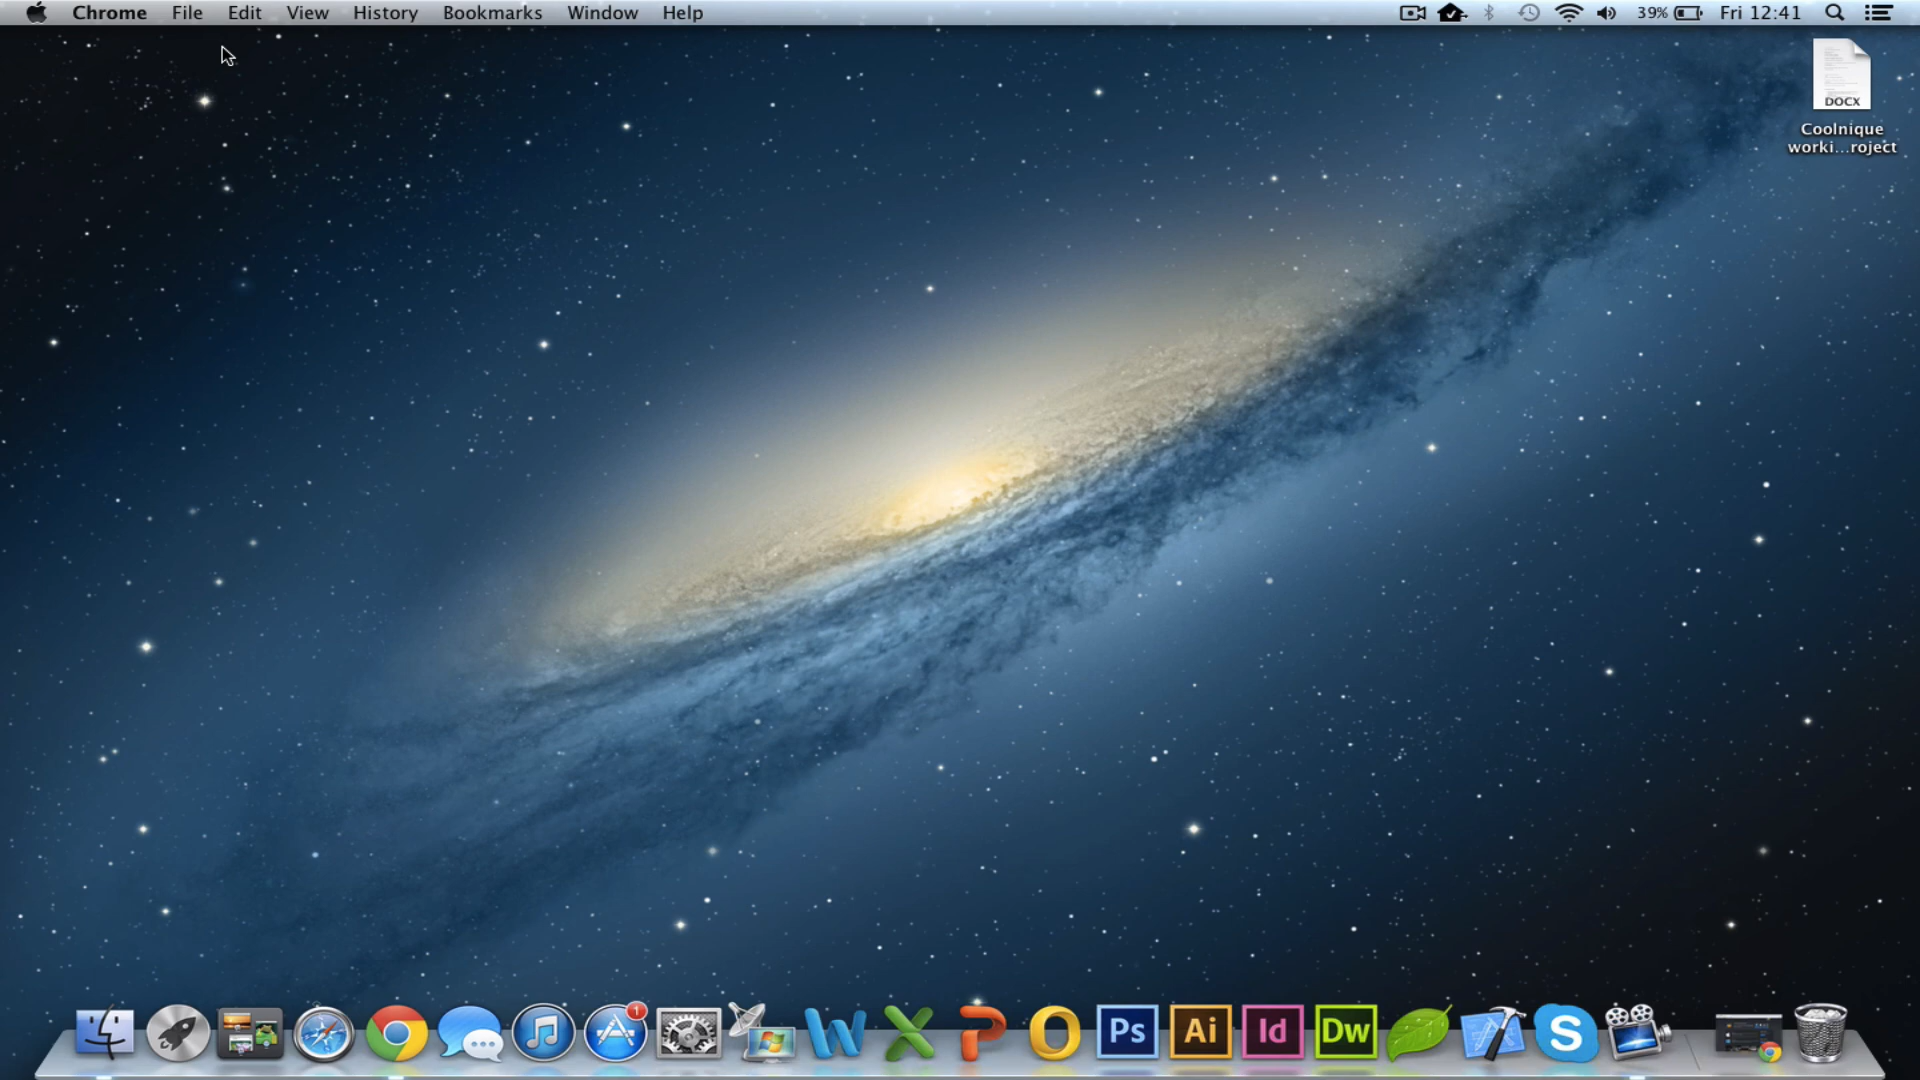 Chrome File Edit View History Bookmarks Window Help 39% Fri 12:41
DOCX
Coolnique
worki...roject
1
Ps Ai Id Dw